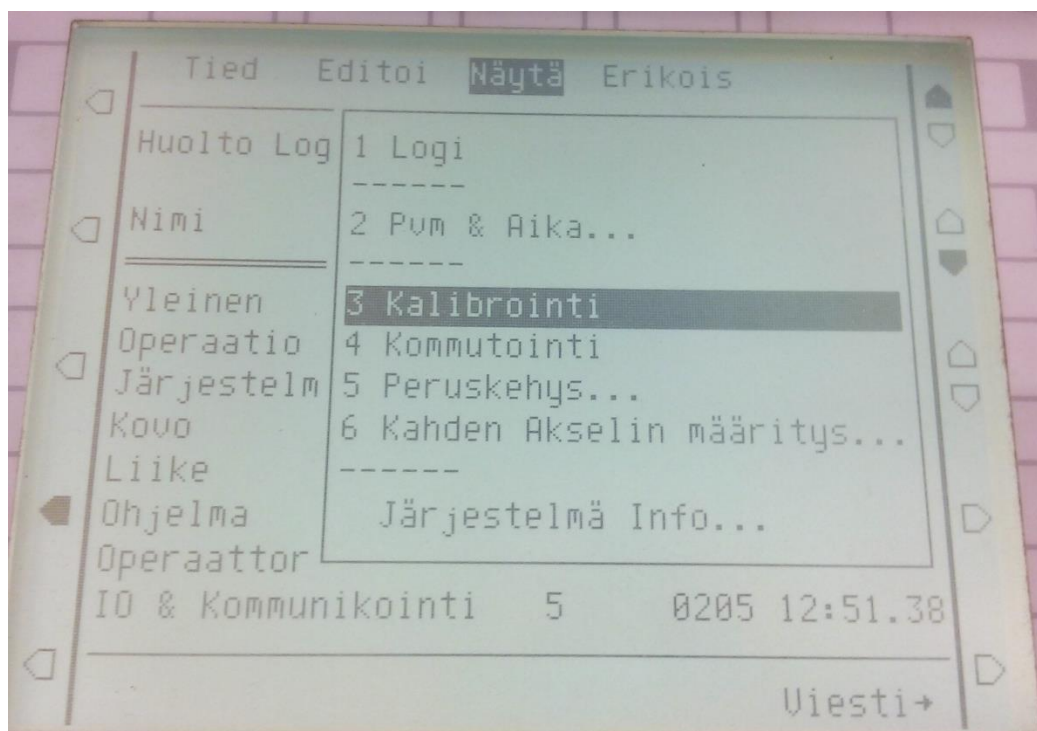 Tied Editoi Näytä Erikois
Huolto Log
1 Logi
------
Nimi
2 Pvm & Aika...
------
Yleinen
3 Kalibrointi
Operaatio
4 Kommutointi
Järjestelm
5 Peruskehys...
Kovo
6 Kahden Akselin määritys...
Liike
------
Ohjelma
Järjestelmä Info...
Operaattor
IO & Kommunikointi 5 0205 12:51.38
Viesti→